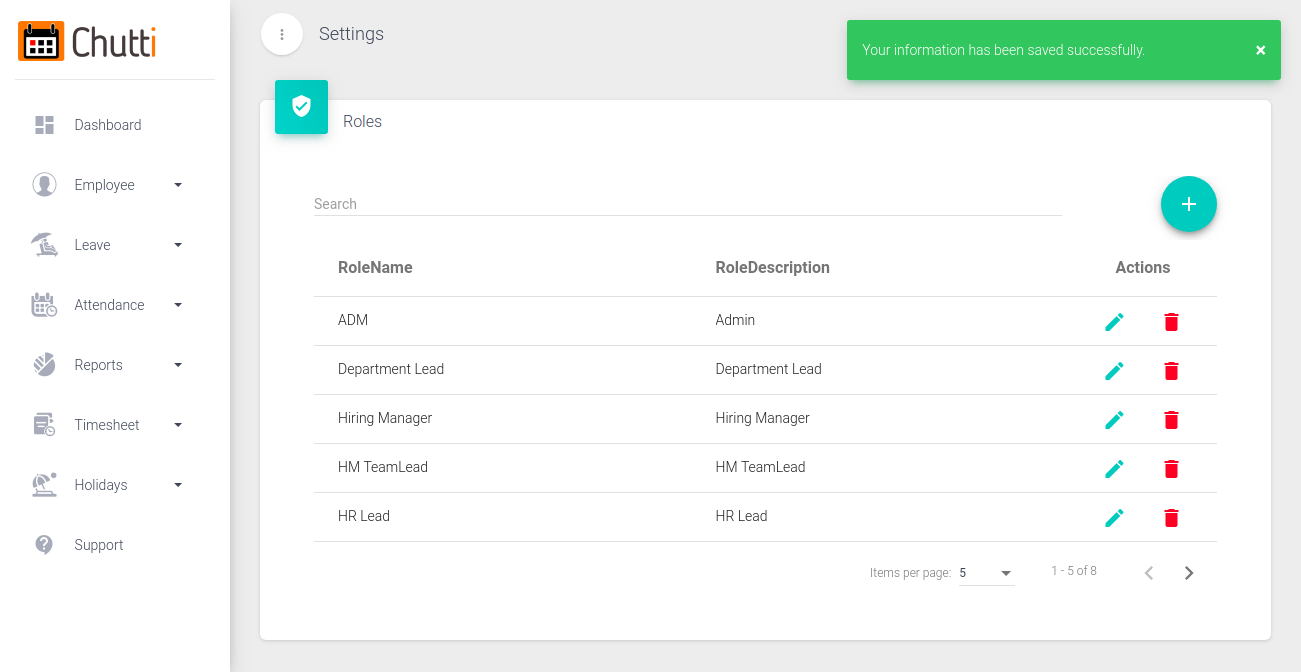 Chutti
Settings
Your information has been saved successfully.
Roles
Dashboard
Employee
Leave
Attendance
Reports
Timesheet
Holidays
Support
Search
RoleName RoleDescription Actions
ADM Admin
Department Lead Department Lead
Hiring Manager Hiring Manager
HM TeamLead HM TeamLead
HR Lead HR Lead
Items per page: 5 1 - 5 of 8